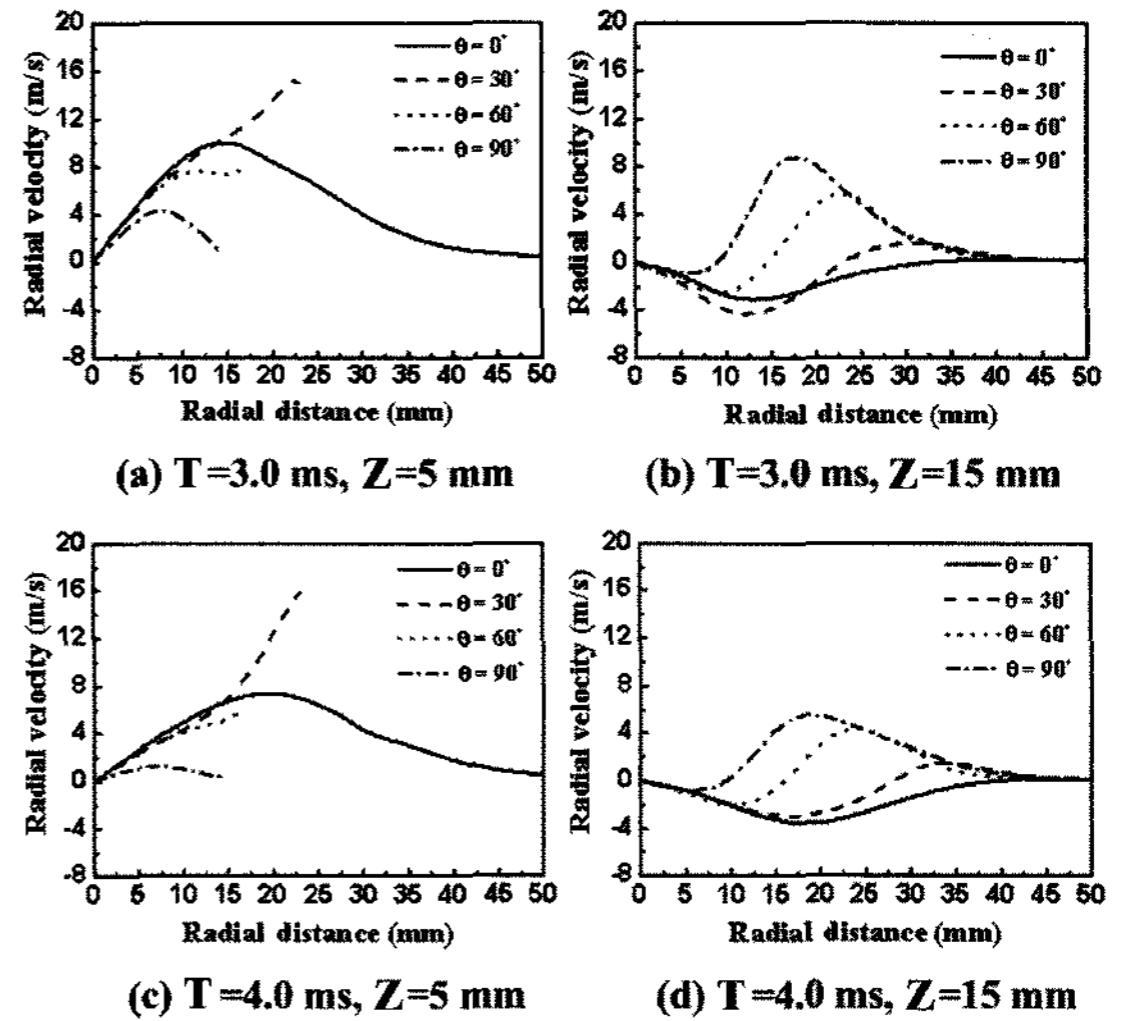 20
16
12
8
4
0
-4
-8
Radial velocity (m/s)
θ = 0°
θ = 30°
θ = 60°
θ = 90°
0 5 10 15 20 25 30 35 40 45 50
Radial distance (mm)
(a) T=3.0 ms, Z=5 mm
20
16
12
8
4
0
-4
-8
Radial velocity (m/s)
θ = 0°
θ = 30°
θ = 60°
θ = 90°
0 5 10 15 20 25 30 35 40 45 50
Radial distance (mm)
(b) T=3.0 ms, Z=15 mm
20
16
12
8
4
0
-4
-8
Radial velocity (m/s)
θ = 0°
θ = 30°
θ = 60°
θ = 90°
0 5 10 15 20 25 30 35 40 45 50
Radial distance (mm)
(c) T=4.0 ms, Z=5 mm
20
16
12
8
4
0
-4
-8
Radial velocity (m/s)
θ = 0°
θ = 30°
θ = 60°
θ = 90°
0 5 10 15 20 25 30 35 40 45 50
Radial distance (mm)
(d) T=4.0 ms, Z=15 mm